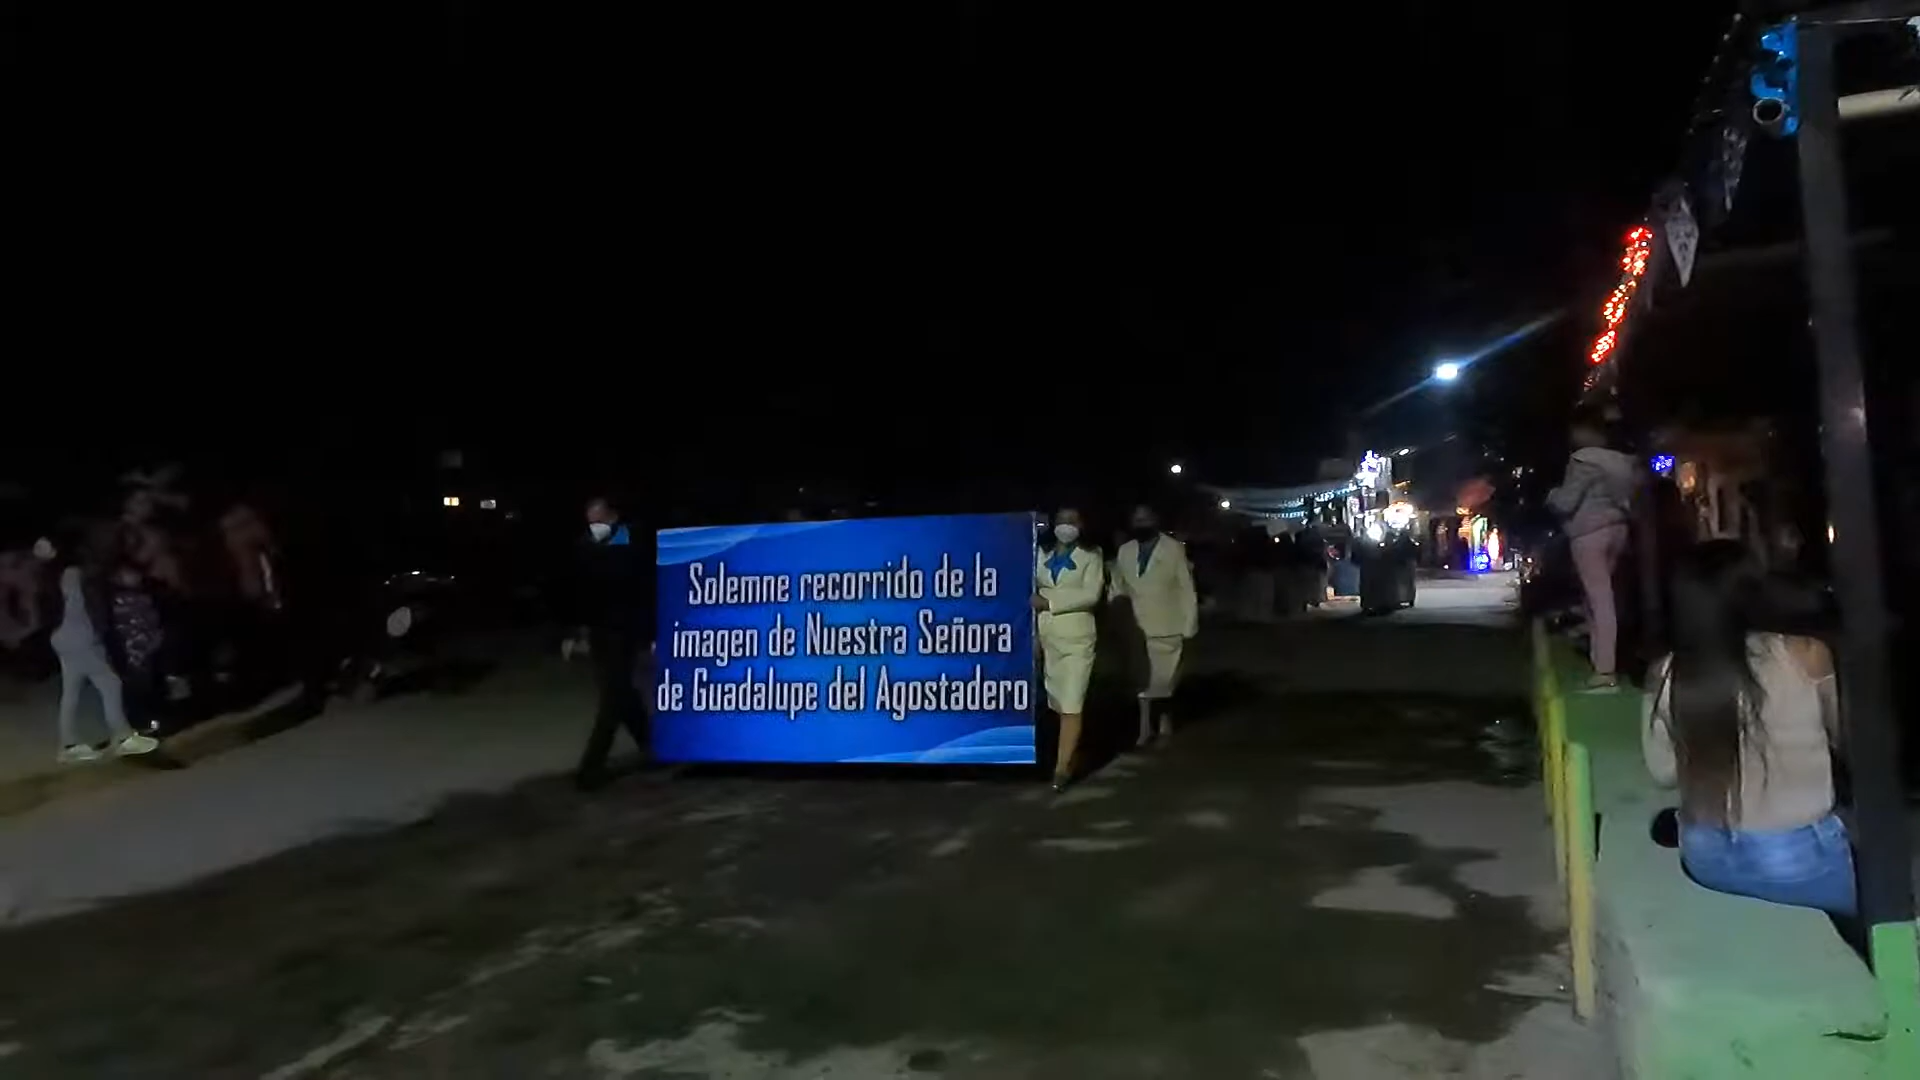 Solemne recorrido de la
imagen de Nuestra Señora
de Guadalupe del Agostadero